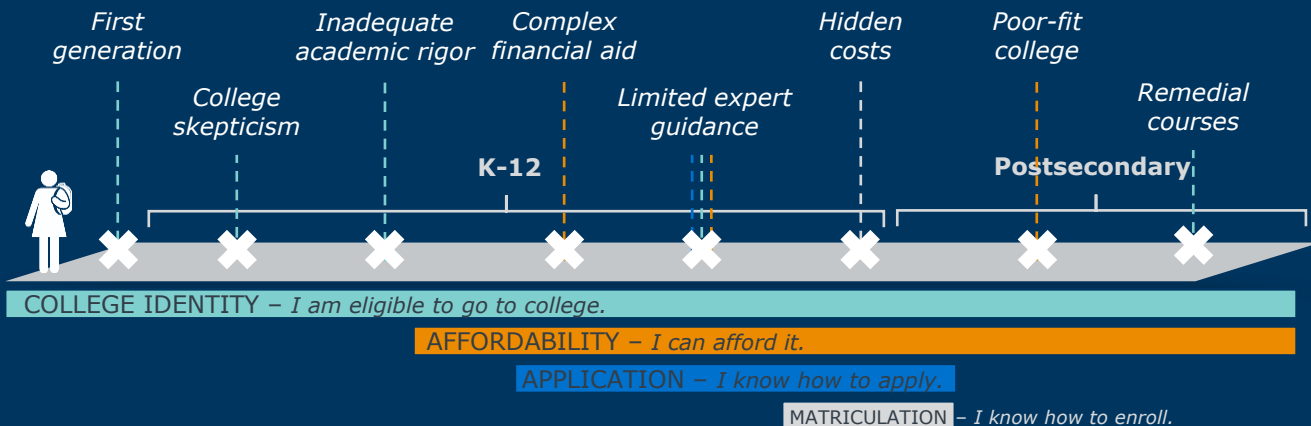 First
generation
Inadequate
academic rigor
Complex
financial aid
Hidden
costs
Poor-fit
college
College
skepticism
Limited expert
guidance
Remedial
courses
K-12
Postsecondary
COLLEGE IDENTITY – I am eligible to go to college.
AFFORDABILITY – I can afford it.
APPLICATION – I know how to apply.
MATRICULATION – I know how to enroll.